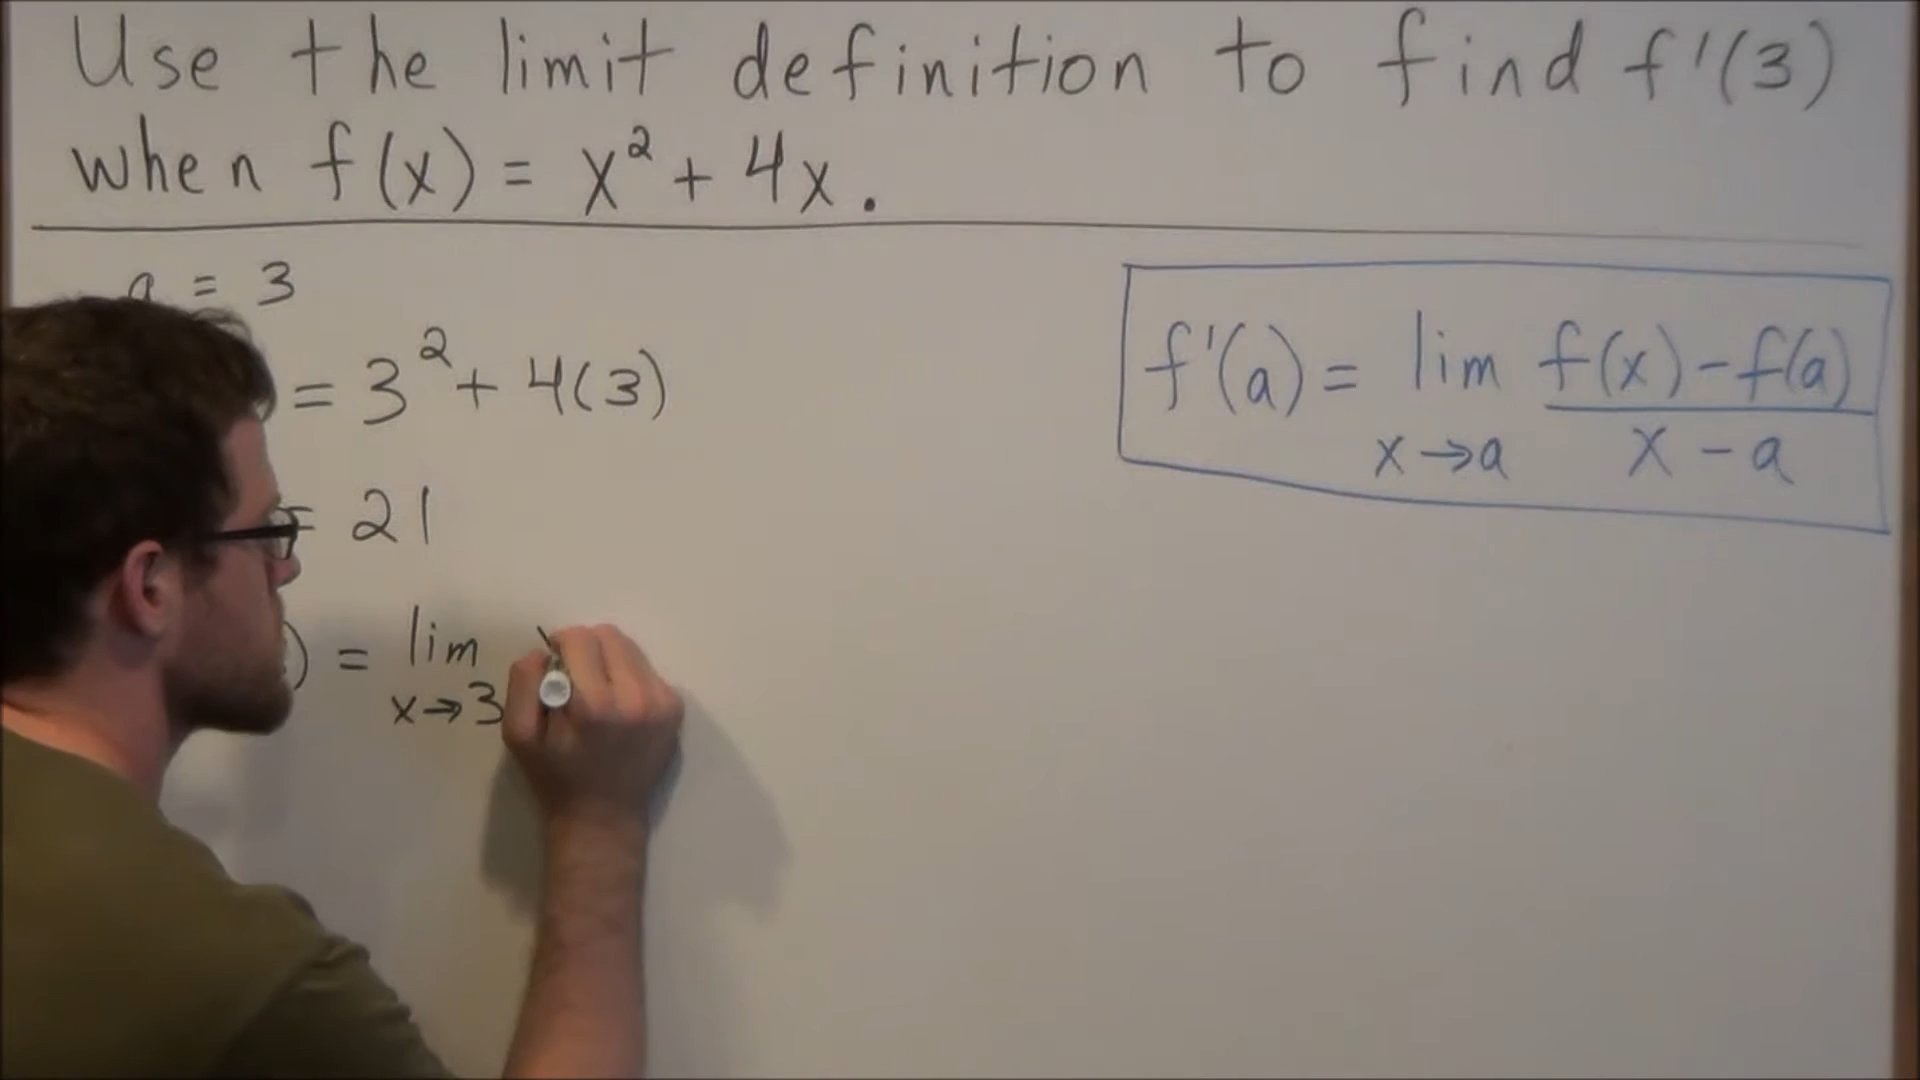 Use the limit definition to find f'(3)
when f(x) = x² + 4x.
a = 3
= 3² + 4(3)
= 21
) = lim
x→3
f'(a) = lim f(x) - f(a)
x→a x - a